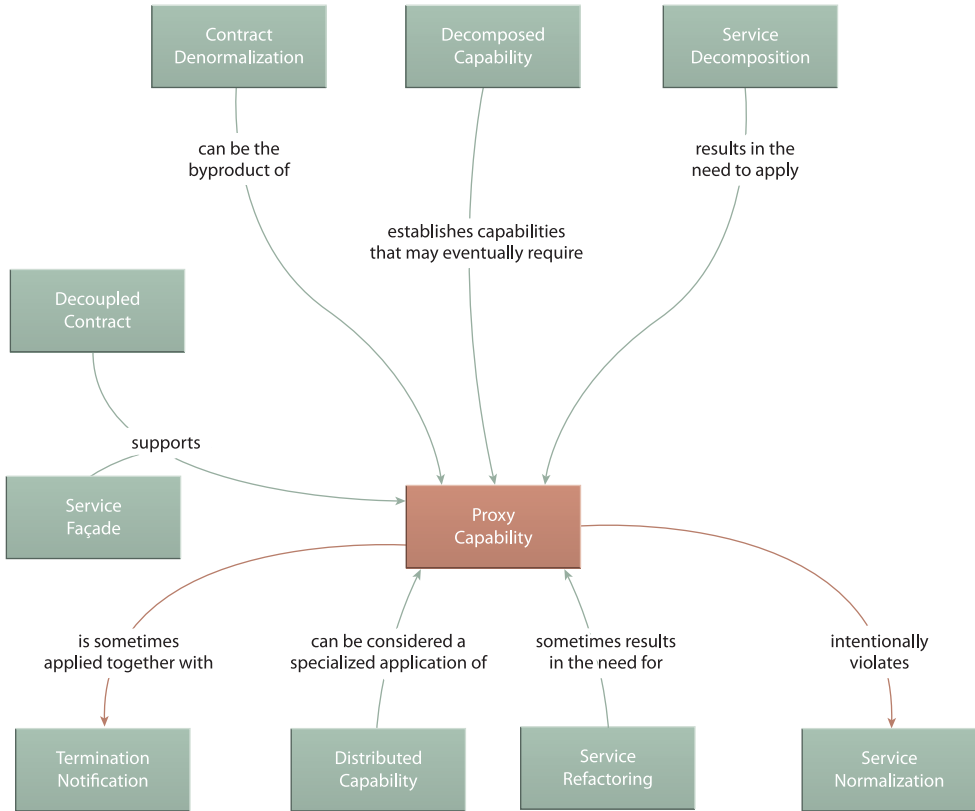 Contract
Denormalization
Decomposed
Capability
Service
Decomposition
can be the
byproduct of
results in the
need to apply
establishes capabilities
that may eventually require
Decoupled
Contract
supports
Service
Façade
Proxy
Capability
is sometimes
applied together with
can be considered a
specialized application of
sometimes results
in the need for
intentionally
violates
Termination
Notification
Distributed
Capability
Service
Refactoring
Service
Normalization